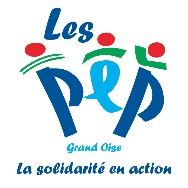 Les
PEP
Grand Oise
La solidarité en action